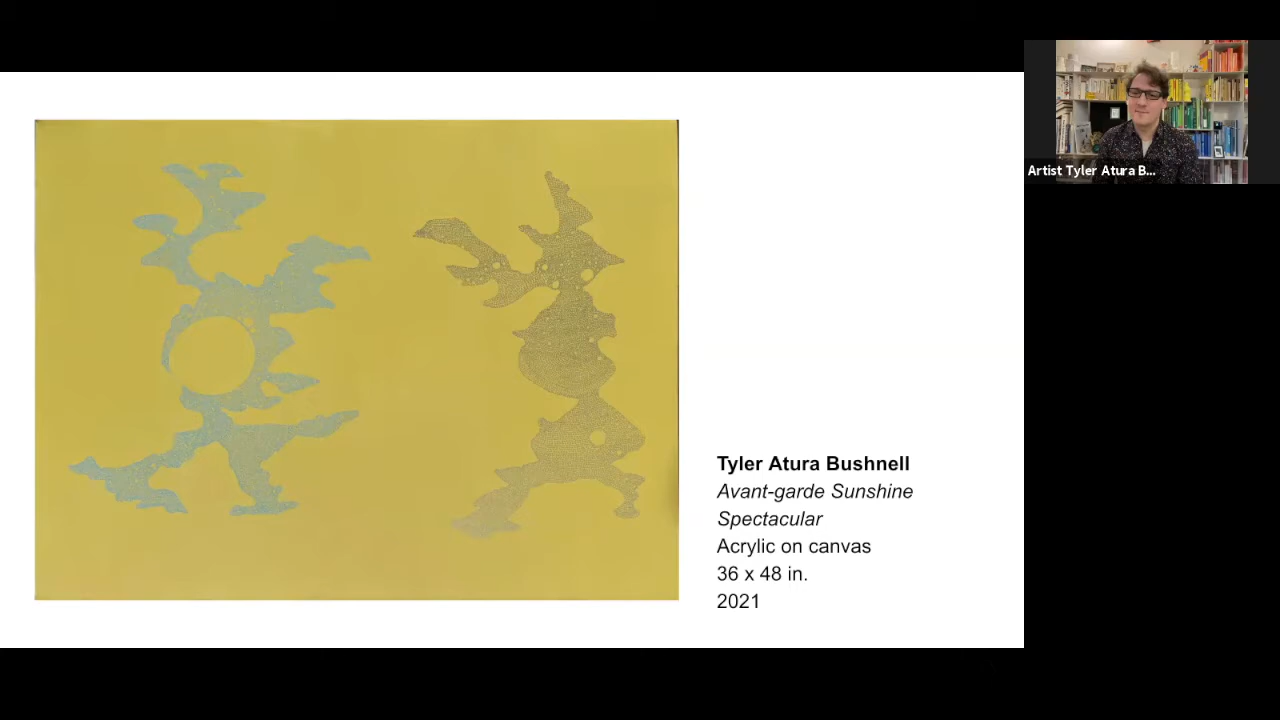 Artist Tyler Atura B...
Tyler Atura Bushnell
Avant-garde Sunshine
Spectacular
Acrylic on canvas
36 x 48 in.
2021